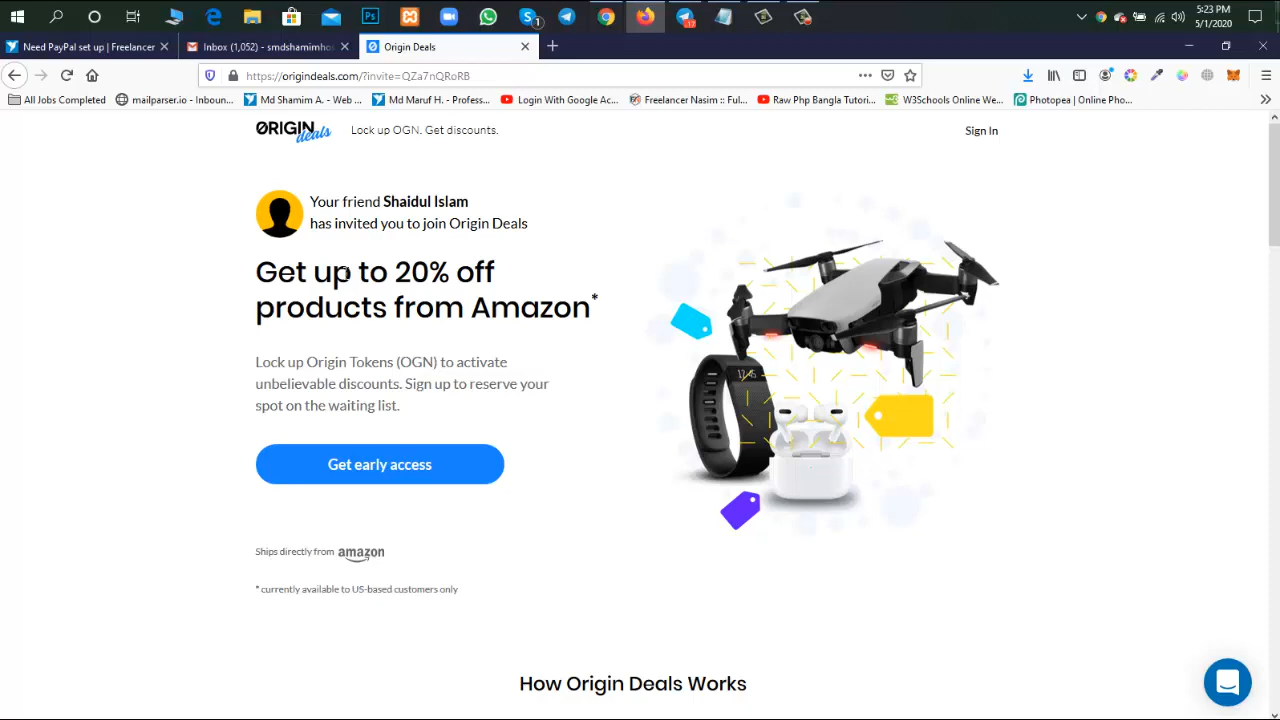 1
17
5:23 PM
5/1/2020
Need PayPal set up | Freelancer
Inbox (1,052) - smdshamimhos
Origin Deals
https://origindeals.com/?invite=QZa7nQRoRB
All Jobs Completed
mailparser.io - Inboun...
Md Shamim A. - Web ...
Md Maruf H. - Profess...
Login With Google Ac...
Freelancer Nasim :: Ful...
Raw Php Bangla Tutori...
W3Schools Online We...
Photopea | Online Pho...
ORIGIN deals
Lock up OGN. Get discounts.
Sign In
Your friend Shaidul Islam
has invited you to join Origin Deals
Get up to 20% off
products from Amazon*
Lock up Origin Tokens (OGN) to activate
unbelievable discounts. Sign up to reserve your
spot on the waiting list.
Get early access
Ships directly from amazon
* currently available to US-based customers only
How Origin Deals Works